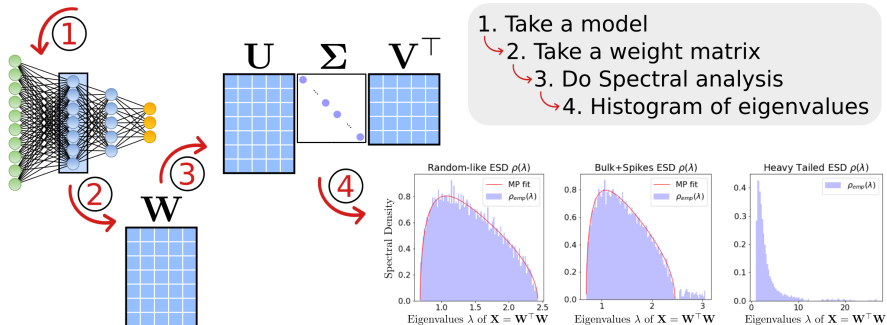 1
2
3
4
W
U Σ V⊤
1. Take a model
2. Take a weight matrix
3. Do Spectral analysis
4. Histogram of eigenvalues
Random-like ESD ρ(λ)
MP fit
ρemp(λ)
Spectral Density
0.8
0.6
0.4
0.2
0.0
1.0 1.5 2.0 2.5
Eigenvalues λ of X = W⊤W
Bulk+Spikes ESD ρ(λ)
MP fit
ρemp(λ)
0.8
0.6
0.4
0.2
0.0
1 2 3
Eigenvalues λ of X = W⊤W
Heavy Tailed ESD ρ(λ)
ρemp(λ)
0.4
0.3
0.2
0.1
0.0
10 20
Eigenvalues λ of X = W⊤W